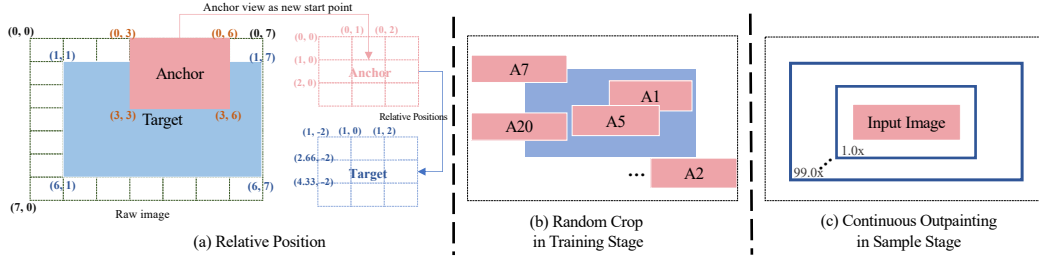 Anchor view as new start point
(0, 0)
(0, 3)
(0, 6)
(0, 7)
(0, 0)
(0, 1)
(0, 2)
(1, 1)
(1, 7)
(1, 0)
Anchor
Anchor
(2, 0)
(3, 3)
(3, 6)
Target
Relative Positions
(1, -2)
(1, 0)
(1, 2)
(2.66, -2)
Target
(4.33, -2)
(6, 1)
(6, 7)
(7, 0)
Raw image
(a) Relative Position
A7
A1
A20
A5
... A2
(b) Random Crop
in Training Stage
Input Image
1.0x
99.0x
(c) Continuous Outpainting
in Sample Stage